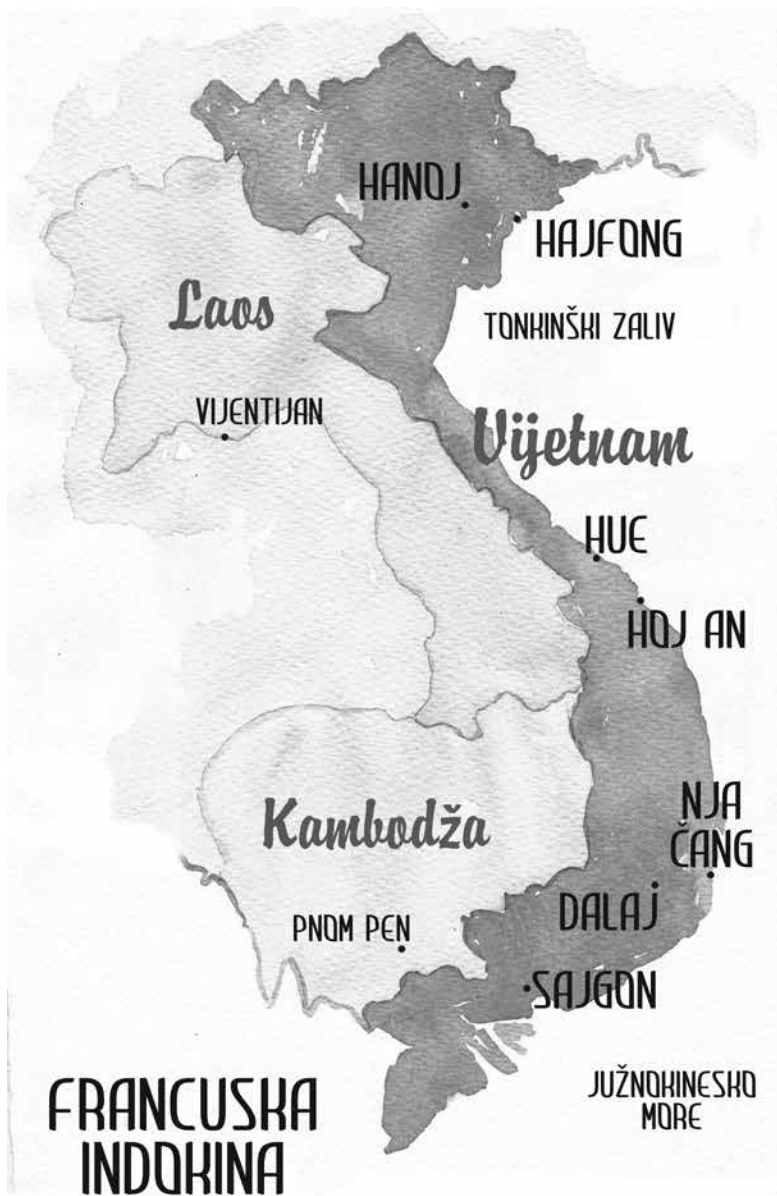 HANOJ
HAJFONG
Laos
TONKINŠKI ZALIV
VIJENTIJAN
Vijetnam
HUE
HOJ AN
NJA
ČANG
Kambodža
DALAJ
PNOM PEN
SAJGON
FRANCUSKA
INDOKINA
JUŽNOKINESKO
MORE